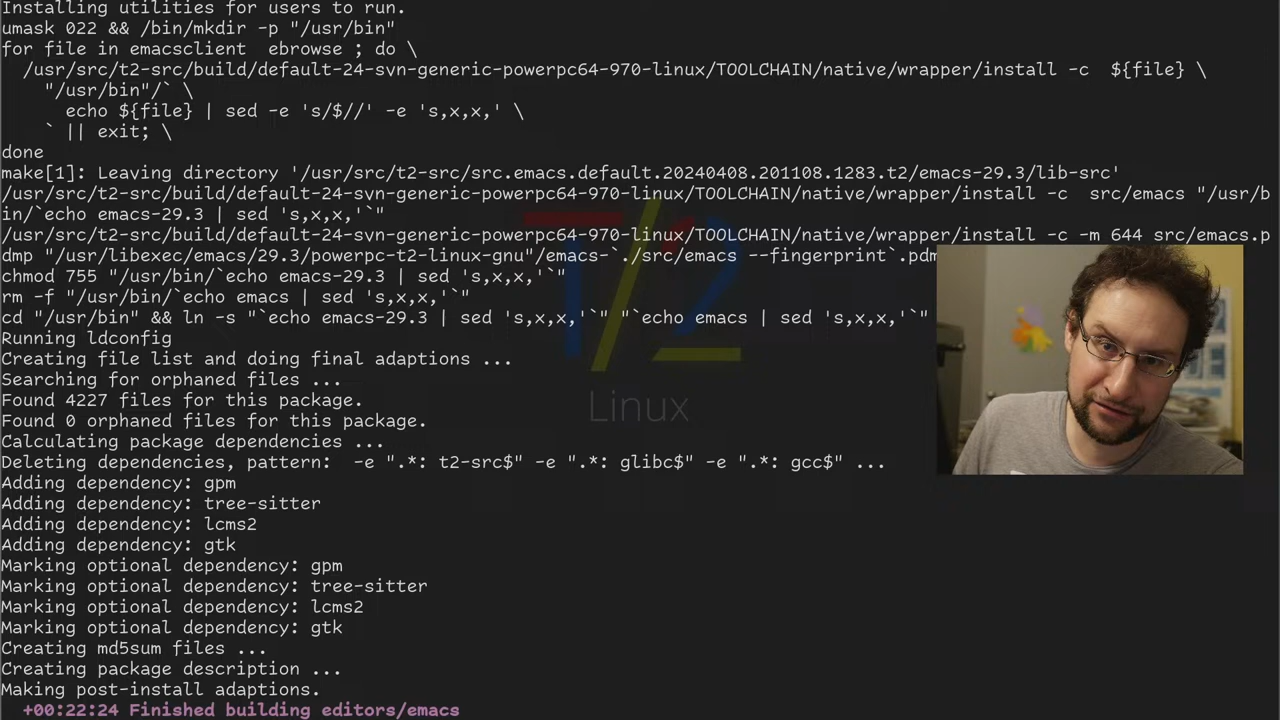 Installing utilities for users to run.
umask 022 && /bin/mkdir -p "/usr/bin"
for file in emacsclient  ebrowse ; do \
  /usr/src/t2-src/build/default-24-svn-generic-powerpc64-970-linux/TOOLCHAIN/native/wrapper/install -c  ${file} \
    "/usr/bin"/` \
      echo ${file} | sed -e 's/$//' -e 's,x,x,' \
    ` || exit; \
done
make[1]: Leaving directory '/usr/src/t2-src/src.emacs.default.20240408.201108.1283.t2/emacs-29.3/lib-src'
/usr/src/t2-src/build/default-24-svn-generic-powerpc64-970-linux/TOOLCHAIN/native/wrapper/install -c  src/emacs "/usr/b
in/`echo emacs-29.3 | sed 's,x,x,'`"
/usr/src/t2-src/build/default-24-svn-generic-powerpc64-970-linux/TOOLCHAIN/native/wrapper/install -c -m 644 src/emacs.p
dmp "/usr/libexec/emacs/29.3/powerpc-t2-linux-gnu"/emacs-`./src/emacs --fingerprint`.pdm
chmod 755 "/usr/bin/`echo emacs-29.3 | sed 's,x,x,'`"
rm -f "/usr/bin/`echo emacs | sed 's,x,x,'`"
cd "/usr/bin" && ln -s "`echo emacs-29.3 | sed 's,x,x,'`" "`echo emacs | sed 's,x,x,'`"
Running ldconfig
Creating file list and doing final adaptions ...
Searching for orphaned files ...
Found 4227 files for this package.
Found 0 orphaned files for this package.
Calculating package dependencies ...
Deleting dependencies, pattern:  -e ".*: t2-src$" -e ".*: glibc$" -e ".*: gcc$" ...
Adding dependency: gpm
Adding dependency: tree-sitter
Adding dependency: lcms2
Adding dependency: gtk
Marking optional dependency: gpm
Marking optional dependency: tree-sitter
Marking optional dependency: lcms2
Marking optional dependency: gtk
Creating md5sum files ...
Creating package description ...
Making post-install adaptions.
  +00:22:24 Finished building editors/emacs
T/2
Linux